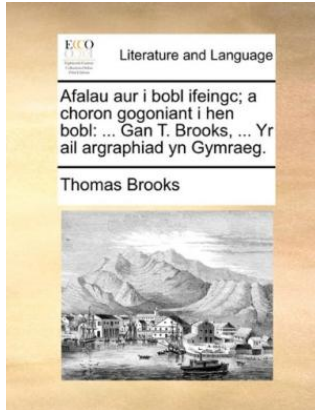 ECCO
Literature and Language
Afalau aur i bobl ifeingc; a
choron gogoniant i hen
bobl: ... Gan T. Brooks, ... Yr
ail argraphiad yn Gymraeg.
Thomas Brooks